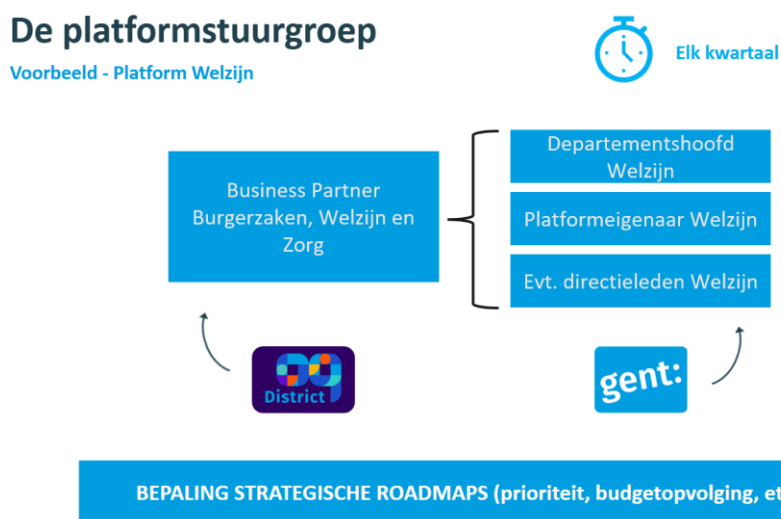 De platformstuurgroep
Voorbeeld - Platform Welzijn
Elk kwartaal
Business Partner
Burgerzaken, Welzijn en
Zorg
Departementshoofd
Welzijn
Platformeigenaar Welzijn
Evt. directieleden Welzijn
District
gent:
BEPALING STRATEGISCHE ROADMAPS (prioriteit, budgetopvolging, et